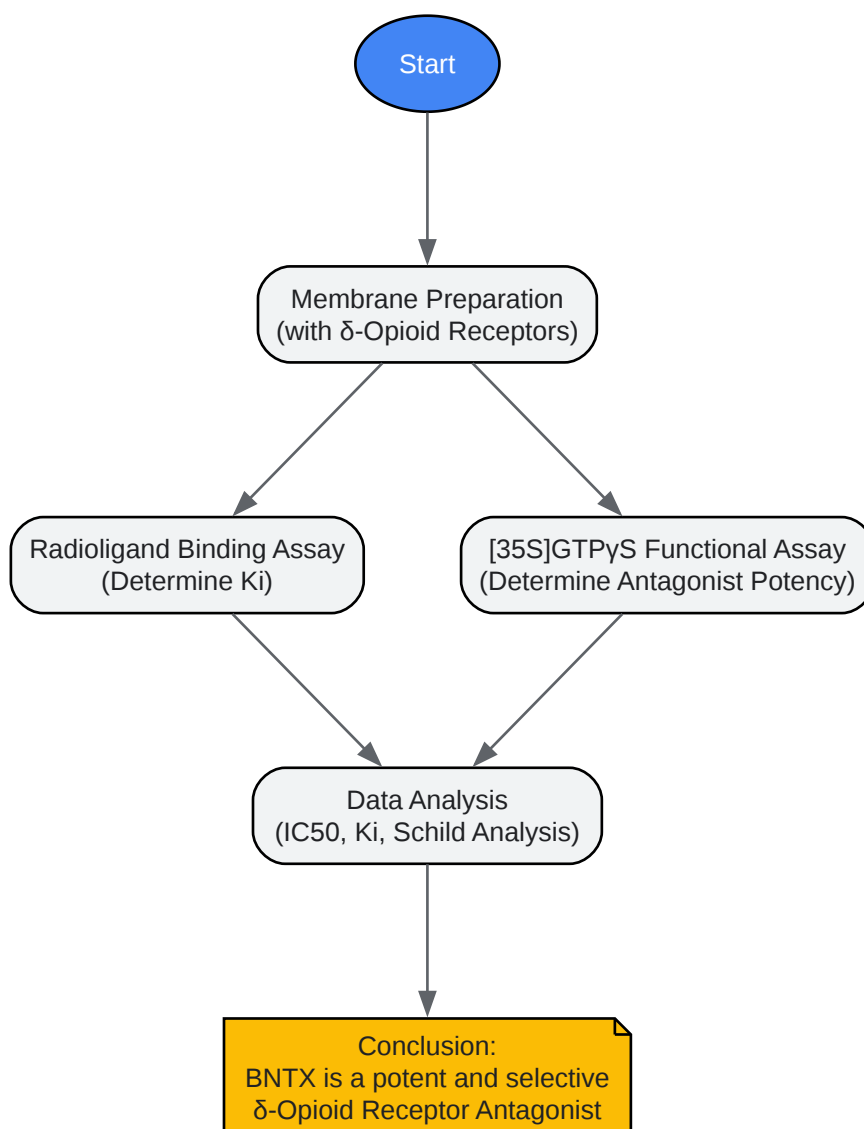 Start
Membrane Preparation
(with δ-Opioid Receptors)
Radioligand Binding Assay
(Determine Ki)
[35S]GTPγS Functional Assay
(Determine Antagonist Potency)
Data Analysis
(IC50, Ki, Schild Analysis)
Conclusion:
BNTX is a potent and selective
δ-Opioid Receptor Antagonist